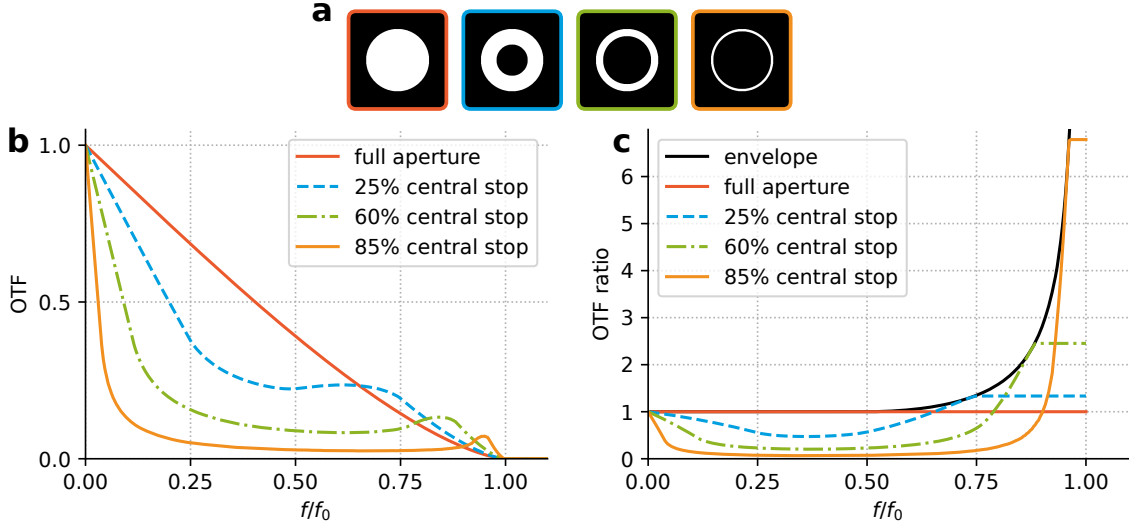 a
b
1.0
0.5
0.0
OTF
full aperture
25% central stop
60% central stop
85% central stop
0.00 0.25 0.50 0.75 1.00
f/f0
c
6
5
4
3
2
1
0
OTF ratio
envelope
full aperture
25% central stop
60% central stop
85% central stop
0.00 0.25 0.50 0.75 1.00
f/f0